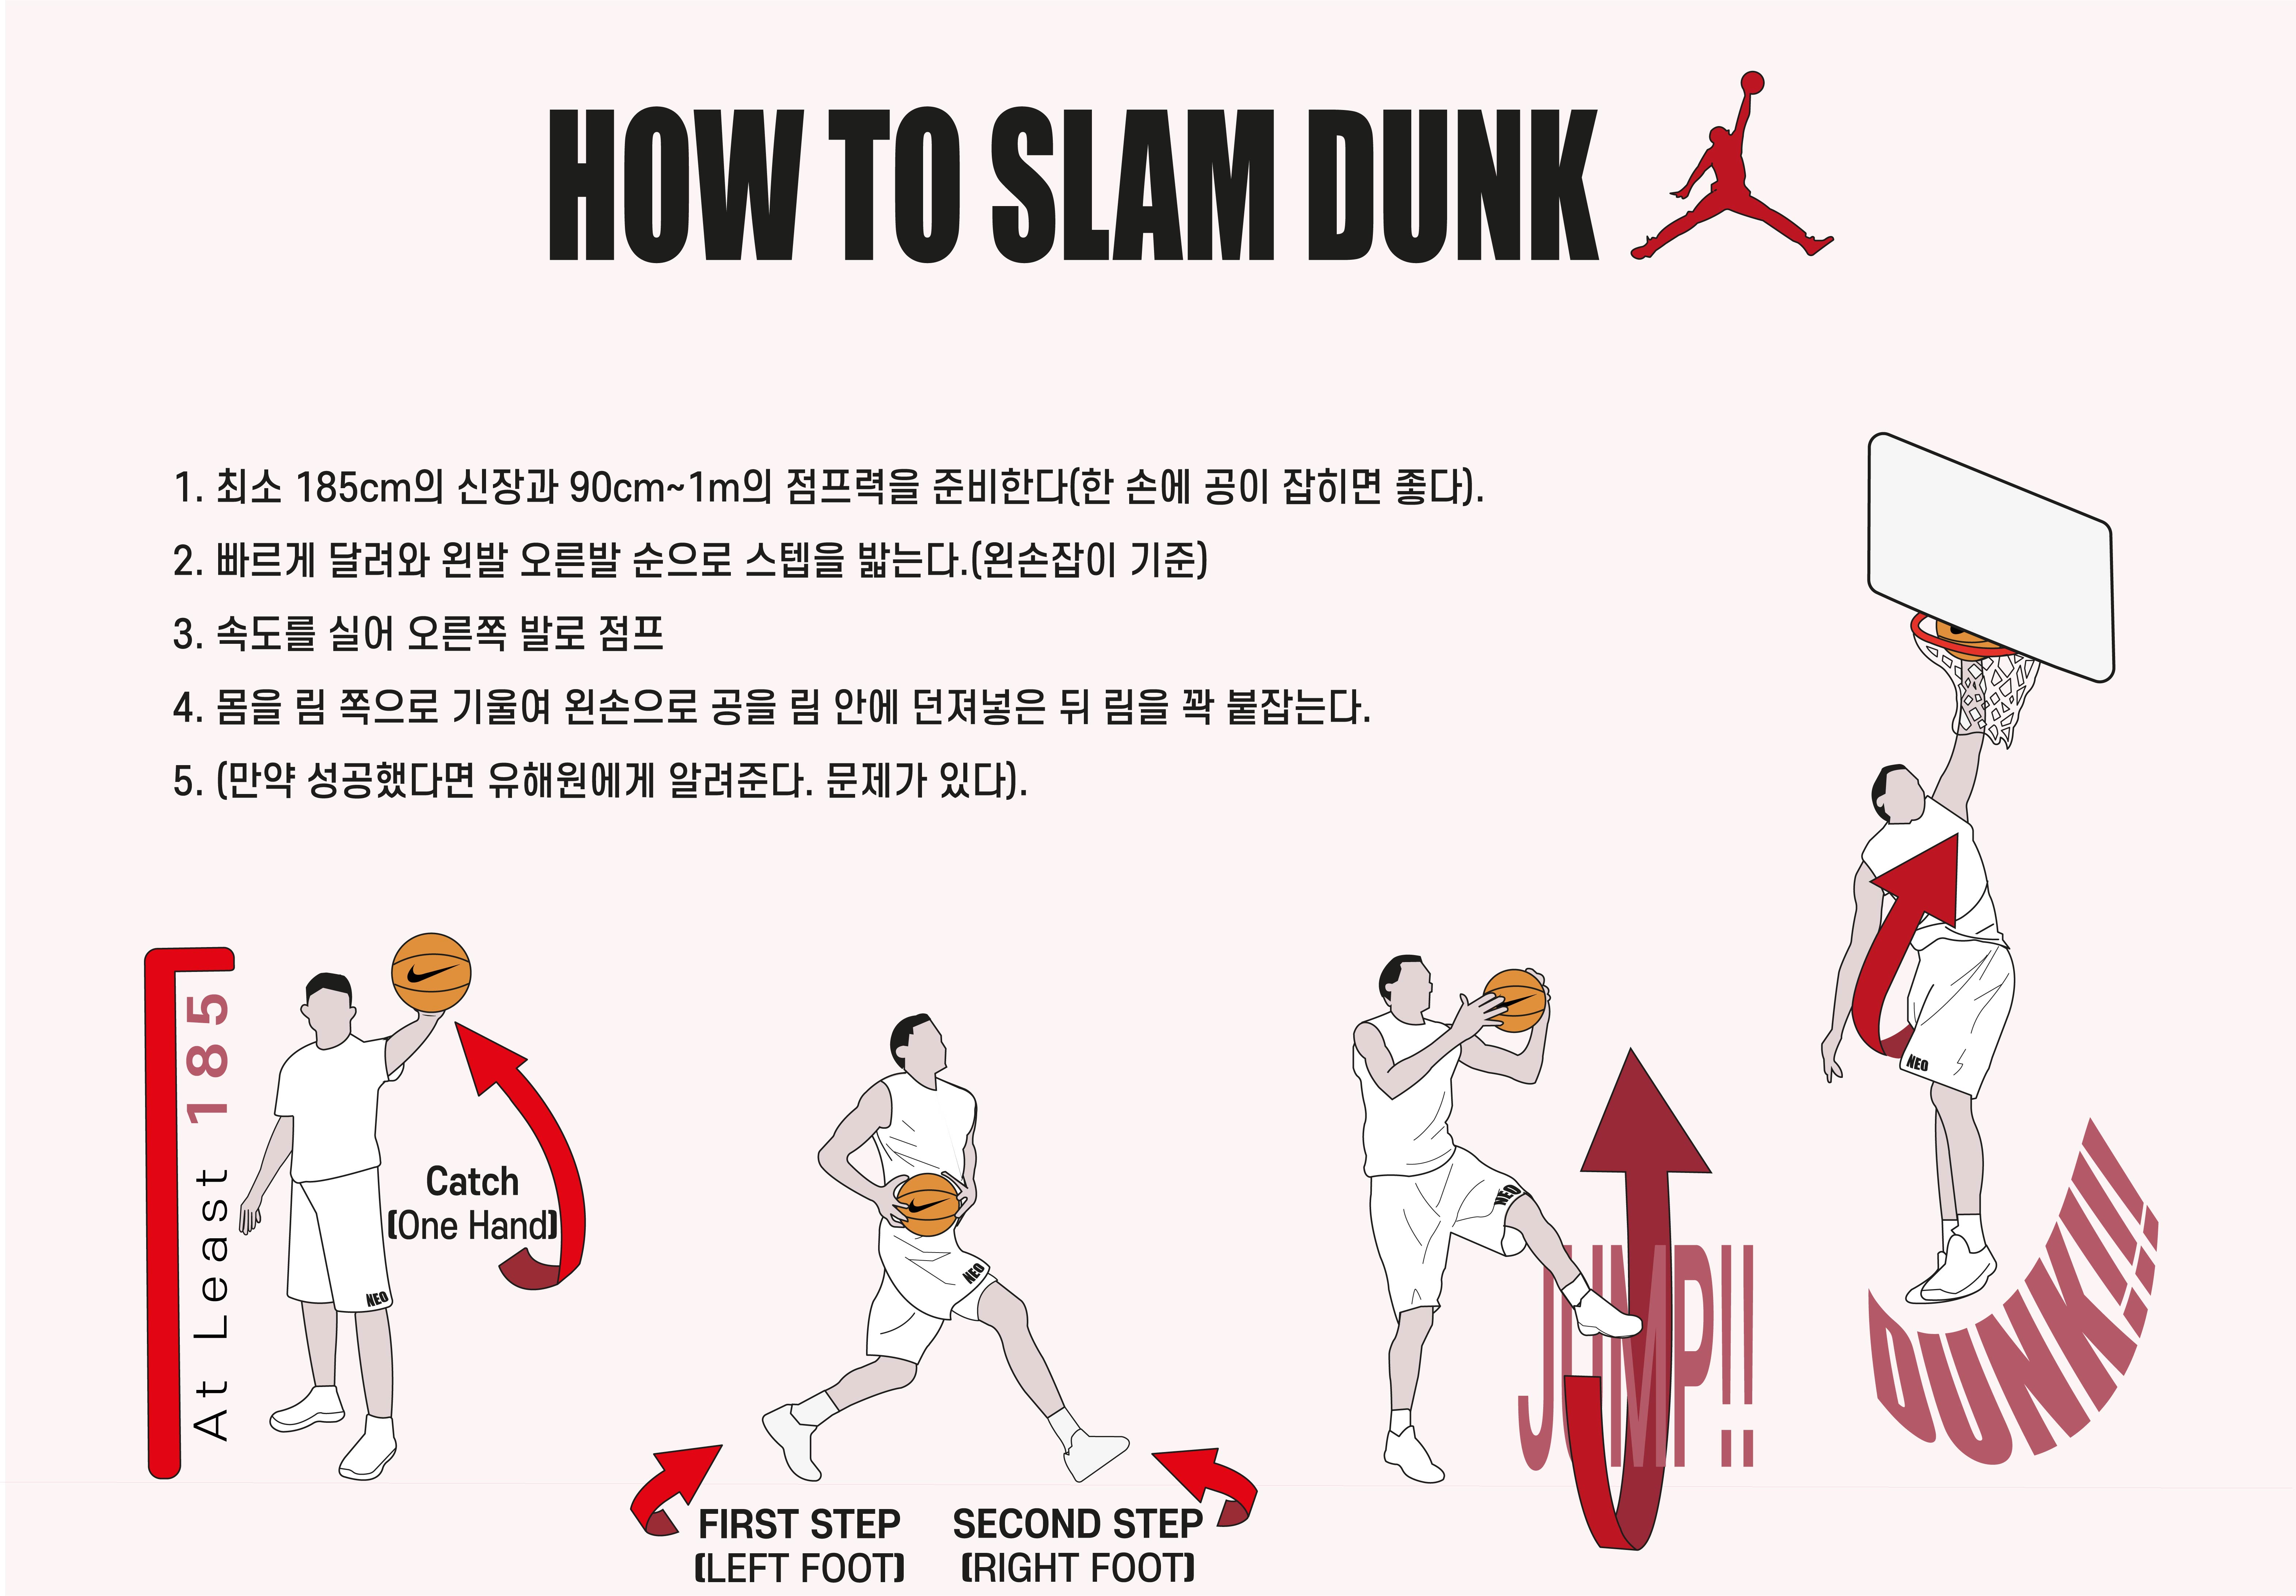 HOW TO SLAM DUNK
1. 최소 185cm의 신장과 90cm~1m의 점프력을 준비한다(한 손에 공이 잡히면 좋다).
2. 빠르게 달려와 왼발 오른발 순으로 스텝을 밟는다.(왼손잡이 기준)
3. 속도를 실어 오른쪽 발로 점프
4. 몸을 림 쪽으로 기울여 왼손으로 공을 림 안에 던져넣은 뒤 림을 꽉 붙잡는다.
5. (만약 성공했다면 유해원에게 알려준다. 문제가 있다).
At Least 185
Catch
(One Hand)
NEO
FIRST STEP
(LEFT FOOT)
SECOND STEP
(RIGHT FOOT)
NEO
NEO
JUMP!!
NEO
DUNK!!